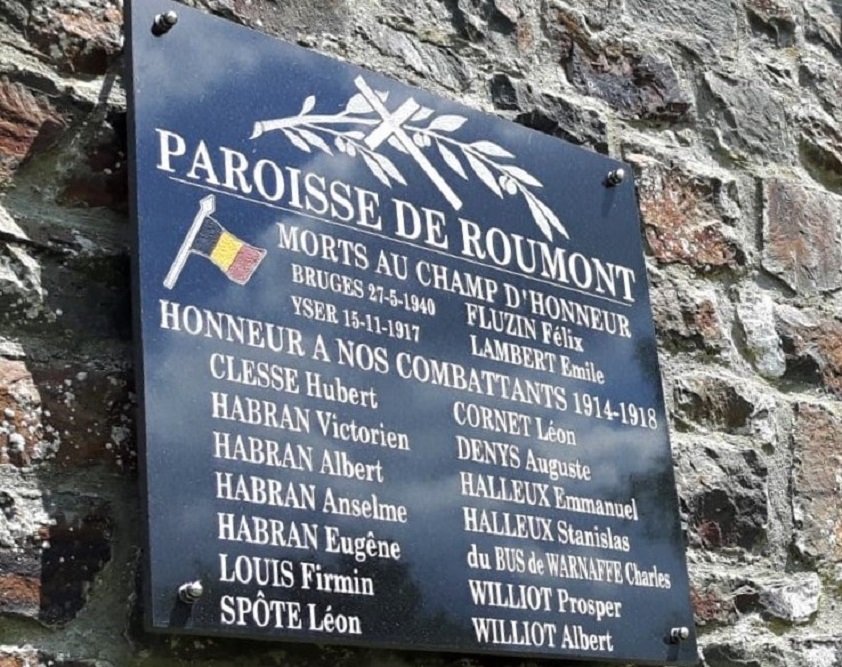 PAROISSE DE ROUMONT
MORTS AU CHAMP D'HONNEUR
BRUGES 27-5-1940 FLUZIN Félix
YSER 15-11-1917 LAMBERT Emile
HONNEUR A NOS COMBATTANTS 1914-1918
CLESSE Hubert CORNET Léon
HABRAN Victorien DENYS Auguste
HABRAN Albert HALLEUX Emmanuel
HABRAN Anselme HALLEUX Stanislas
HABRAN Eugêne du BUS de WARNAFFE Charles
LOUIS Firmin WILLIOT Prosper
SPÔTE Léon WILLIOT Albert